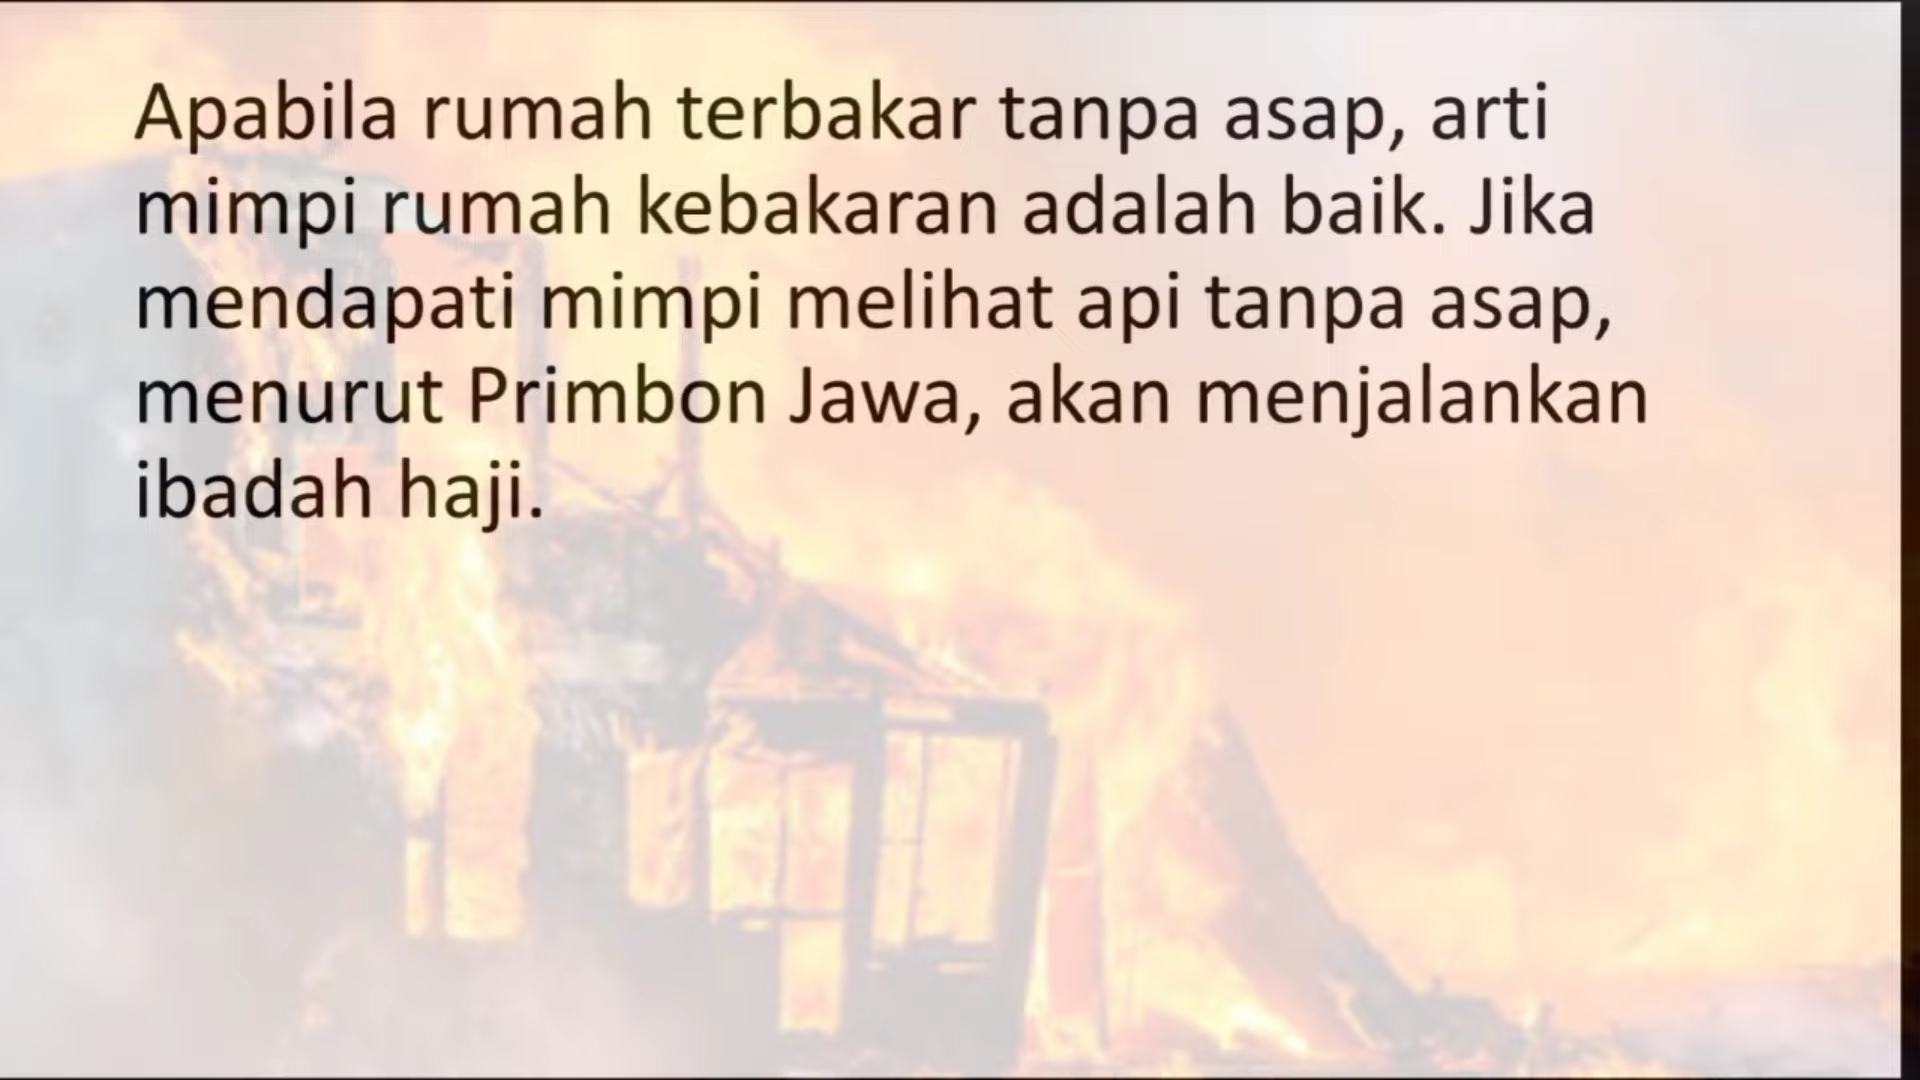 Apabila rumah terbakar tanpa asap, arti
mimpi rumah kebakaran adalah baik. Jika
mendapati mimpi melihat api tanpa asap,
menurut Primbon Jawa, akan menjalankan
ibadah haji.